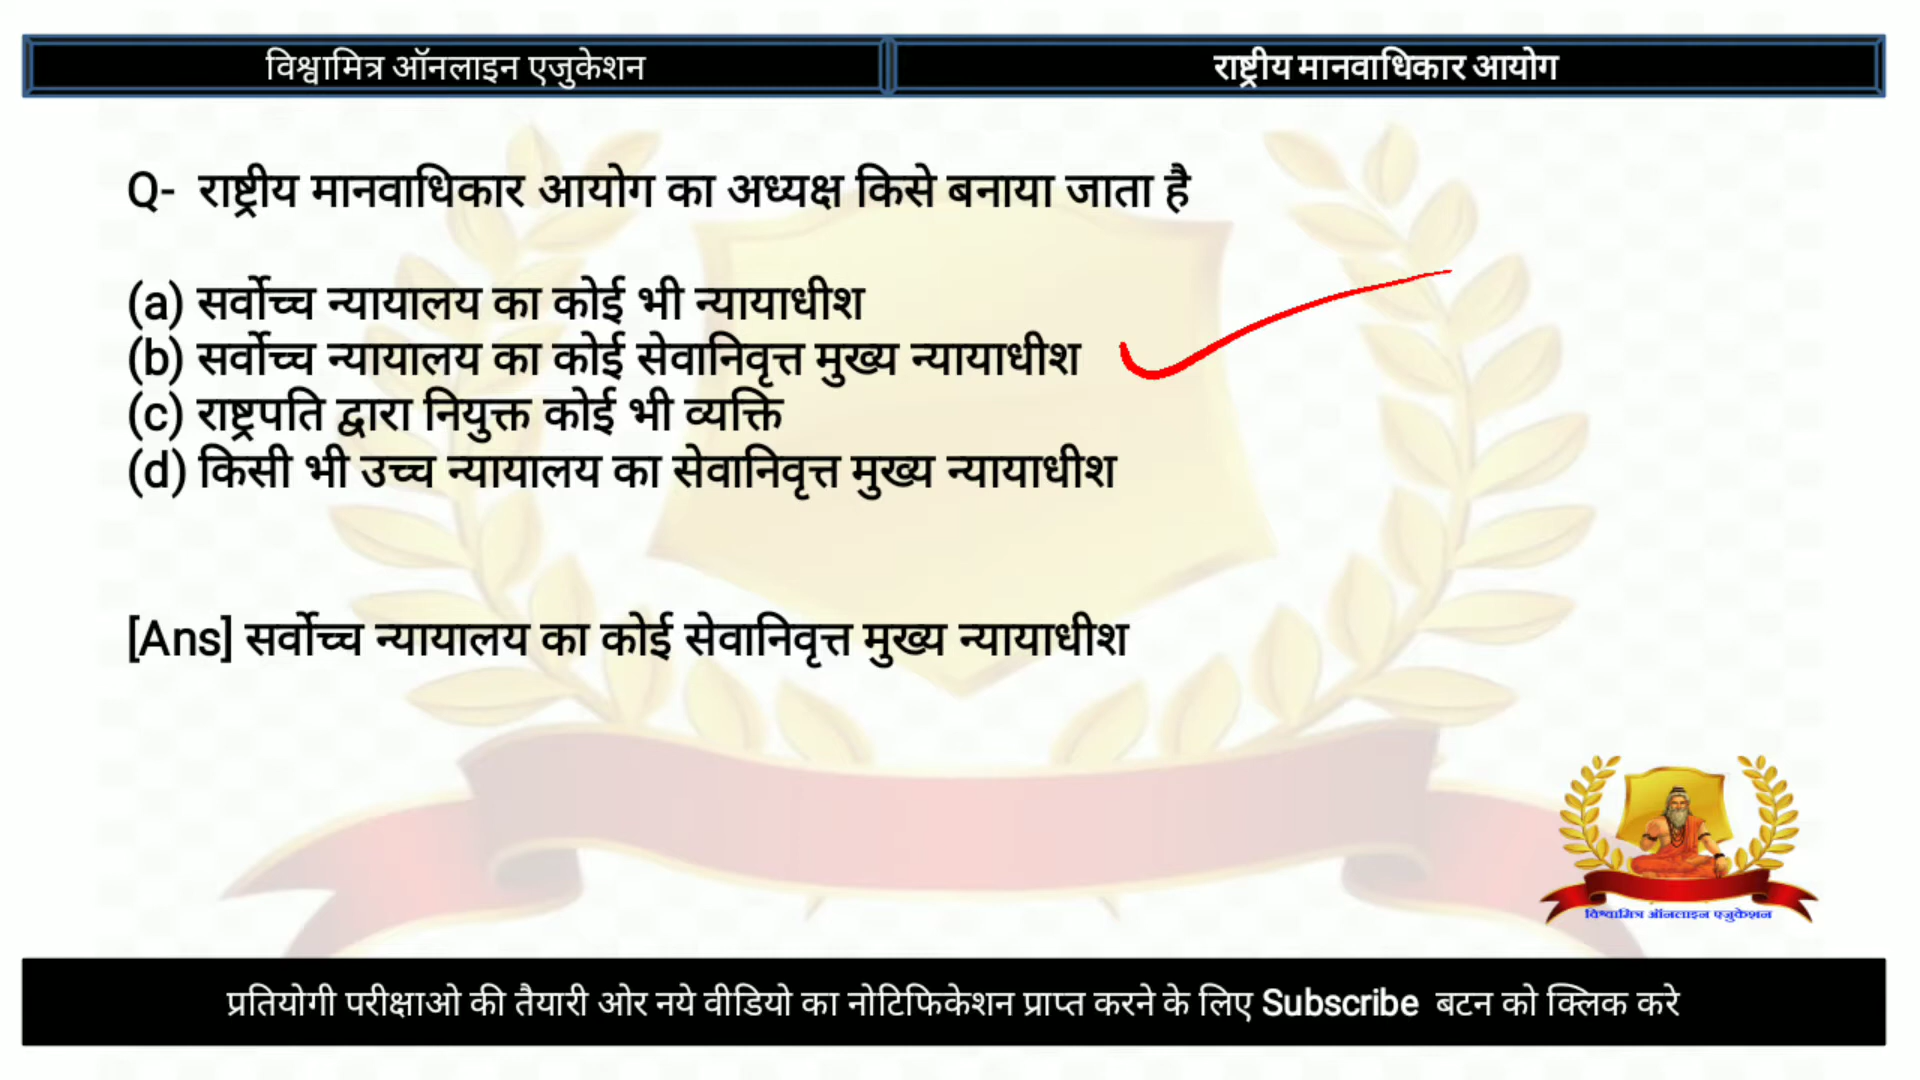 विश्वामित्र ऑनलाइन एजुकेशन
राष्ट्रीय मानवाधिकार आयोग
Q- राष्ट्रीय मानवाधिकार आयोग का अध्यक्ष किसे बनाया जाता है
(a) सर्वोच्च न्यायालय का कोई भी न्यायाधीश
(b) सर्वोच्च न्यायालय का कोई सेवानिवृत्त मुख्य न्यायाधीश
(c) राष्ट्रपति द्वारा नियुक्त कोई भी व्यक्ति
(d) किसी भी उच्च न्यायालय का सेवानिवृत्त मुख्य न्यायाधीश
[Ans] सर्वोच्च न्यायालय का कोई सेवानिवृत्त मुख्य न्यायाधीश
विश्वामित्र ऑनलाइन एजुकेशन
प्रतियोगी परीक्षाओ की तैयारी ओर नये वीडियो का नोटिफिकेशन प्राप्त करने के लिए Subscribe बटन को क्लिक करे